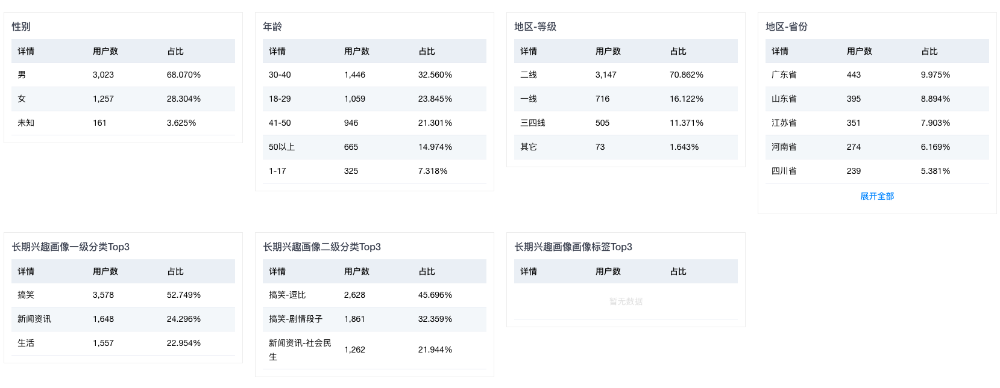 性别
详情 用户数 占比
男 3,023 68.070%
女 1,257 28.304%
未知 161 3.625%
年龄
详情 用户数 占比
30-40 1,446 32.560%
18-29 1,059 23.845%
41-50 946 21.301%
50以上 665 14.974%
1-17 325 7.318%
地区-等级
详情 用户数 占比
二线 3,147 70.862%
一线 716 16.122%
三四线 505 11.371%
其它 73 1.643%
地区-省份
详情 用户数 占比
广东省 443 9.975%
山东省 395 8.894%
江苏省 351 7.903%
河南省 274 6.169%
四川省 239 5.381%
展开全部
长期兴趣画像一级分类Top3
详情 用户数 占比
搞笑 3,578 52.749%
新闻资讯 1,648 24.296%
生活 1,557 22.954%
长期兴趣画像二级分类Top3
详情 用户数 占比
搞笑-逗比 2,628 45.696%
搞笑-剧情段子 1,861 32.359%
新闻资讯-社会民 1,262 21.944%
生
长期兴趣画像画像标签Top3
详情 用户数 占比
暂无数据